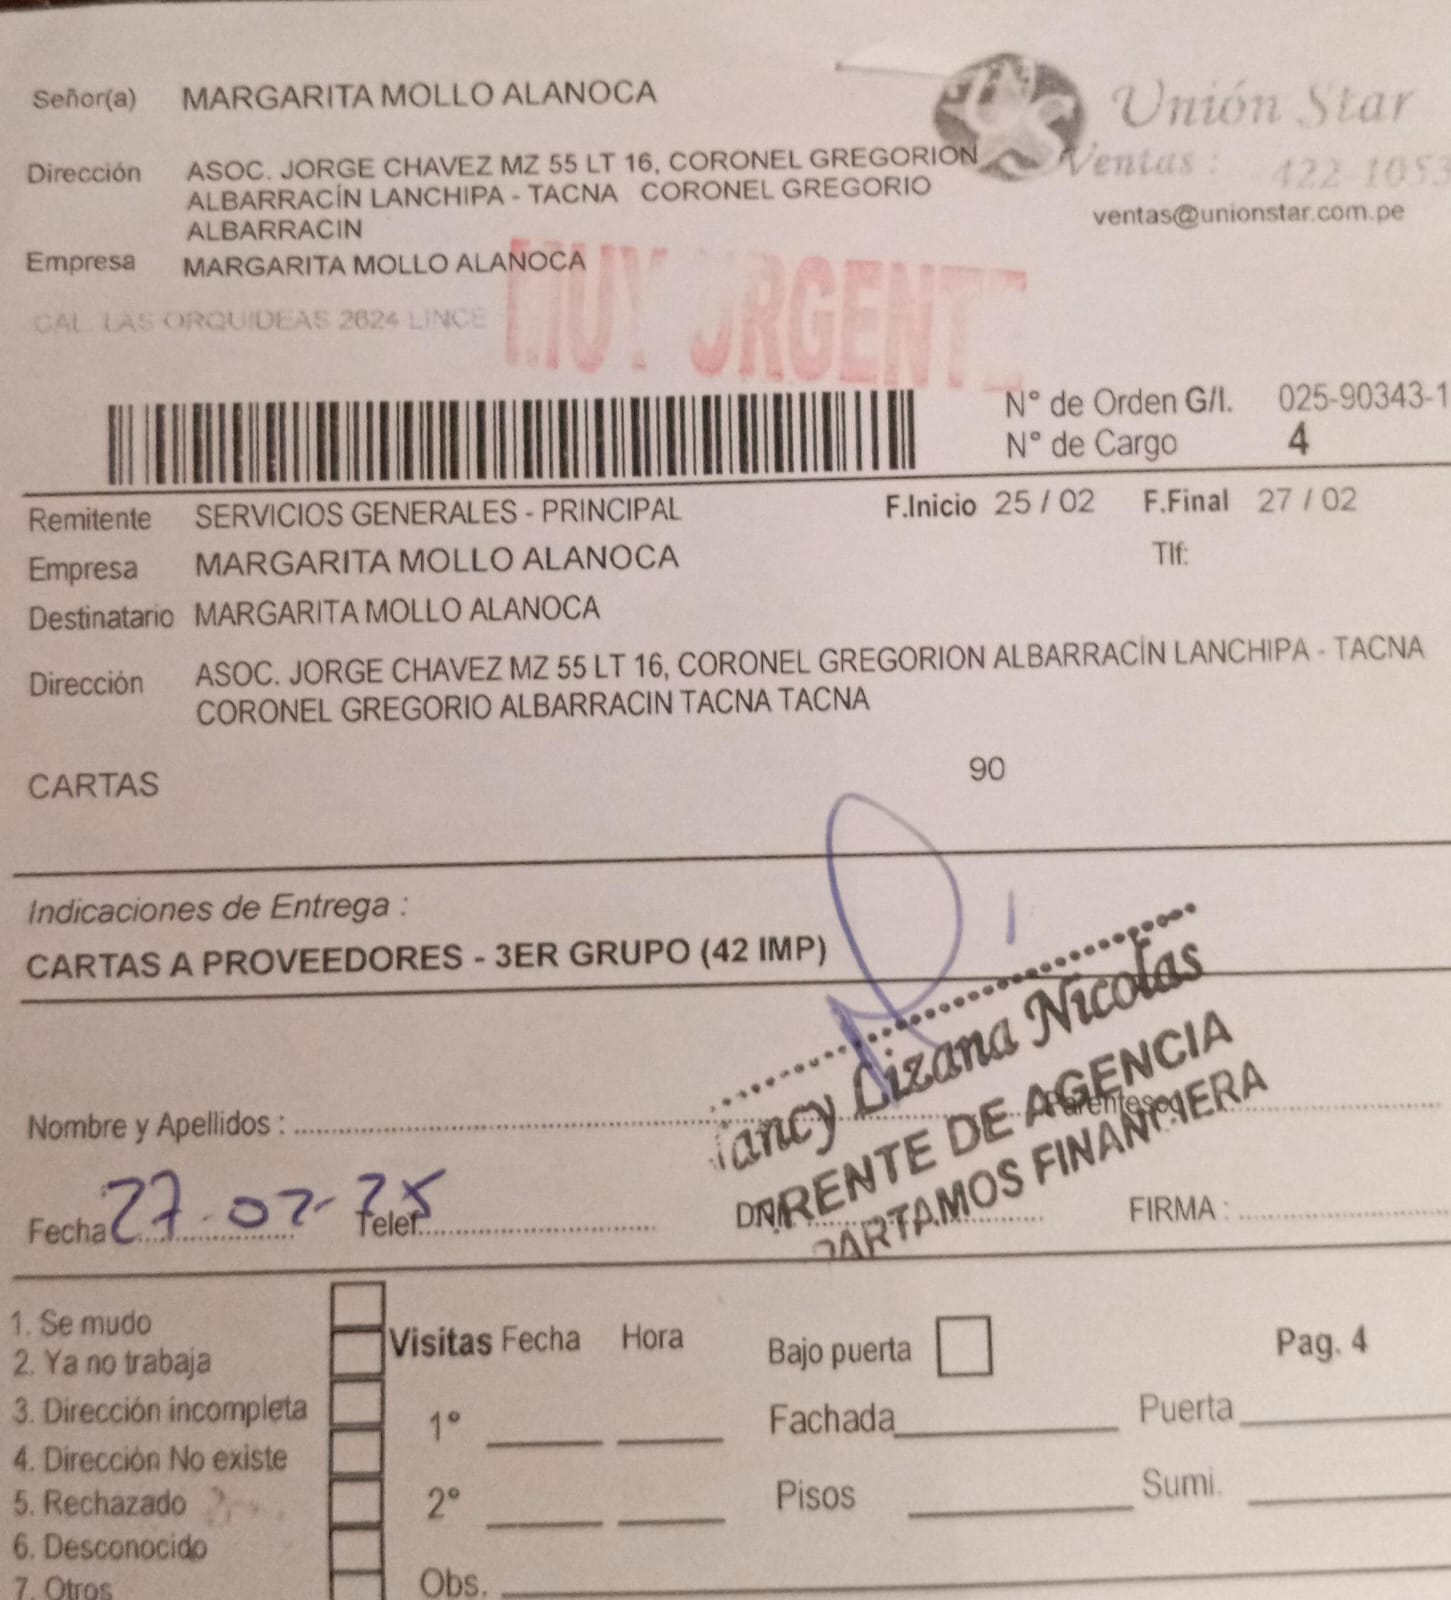 Señor(a) MARGARITA MOLLO ALANOCA
Unión Star
Dirección ASOC. JORGE CHAVEZ MZ 55 LT 16, CORONEL GREGORION
ALBARRACÍN LANCHIPA - TACNA CORONEL GREGORIO
ALBARRACIN
Ventas : 422-1053
ventas@unionstar.com.pe
Empresa MARGARITA MOLLO ALANOCA
CAL. LAS ORQUIDEAS 2624 LINCE
MUY URGENTE
N° de Orden G/I. 025-90343-1
N° de Cargo 4
Remitente SERVICIOS GENERALES - PRINCIPAL F.Inicio 25 / 02 F.Final 27 / 02
Empresa MARGARITA MOLLO ALANOCA Tlf:
Destinatario MARGARITA MOLLO ALANOCA
Dirección ASOC. JORGE CHAVEZ MZ 55 LT 16, CORONEL GREGORION ALBARRACÍN LANCHIPA - TACNA
CORONEL GREGORIO ALBARRACIN TACNA TACNA
CARTAS 90
Indicaciones de Entrega :
CARTAS A PROVEEDORES - 3ER GRUPO (42 IMP)
ancy Lizana Nicolas
RENTE DE AGENCIA
PARTAMOS FINANCIERA
Nombre y Apellidos : Parentesco
Fecha 27-02-25 Telef. DNI FIRMA :
1. Se mudo
2. Ya no trabaja
3. Dirección incompleta
4. Dirección No existe
5. Rechazado
6. Desconocido
7. Otros
Visitas Fecha Hora
1°
2°
Obs.
Bajo puerta Pag. 4
Fachada Puerta
Pisos Sumi.